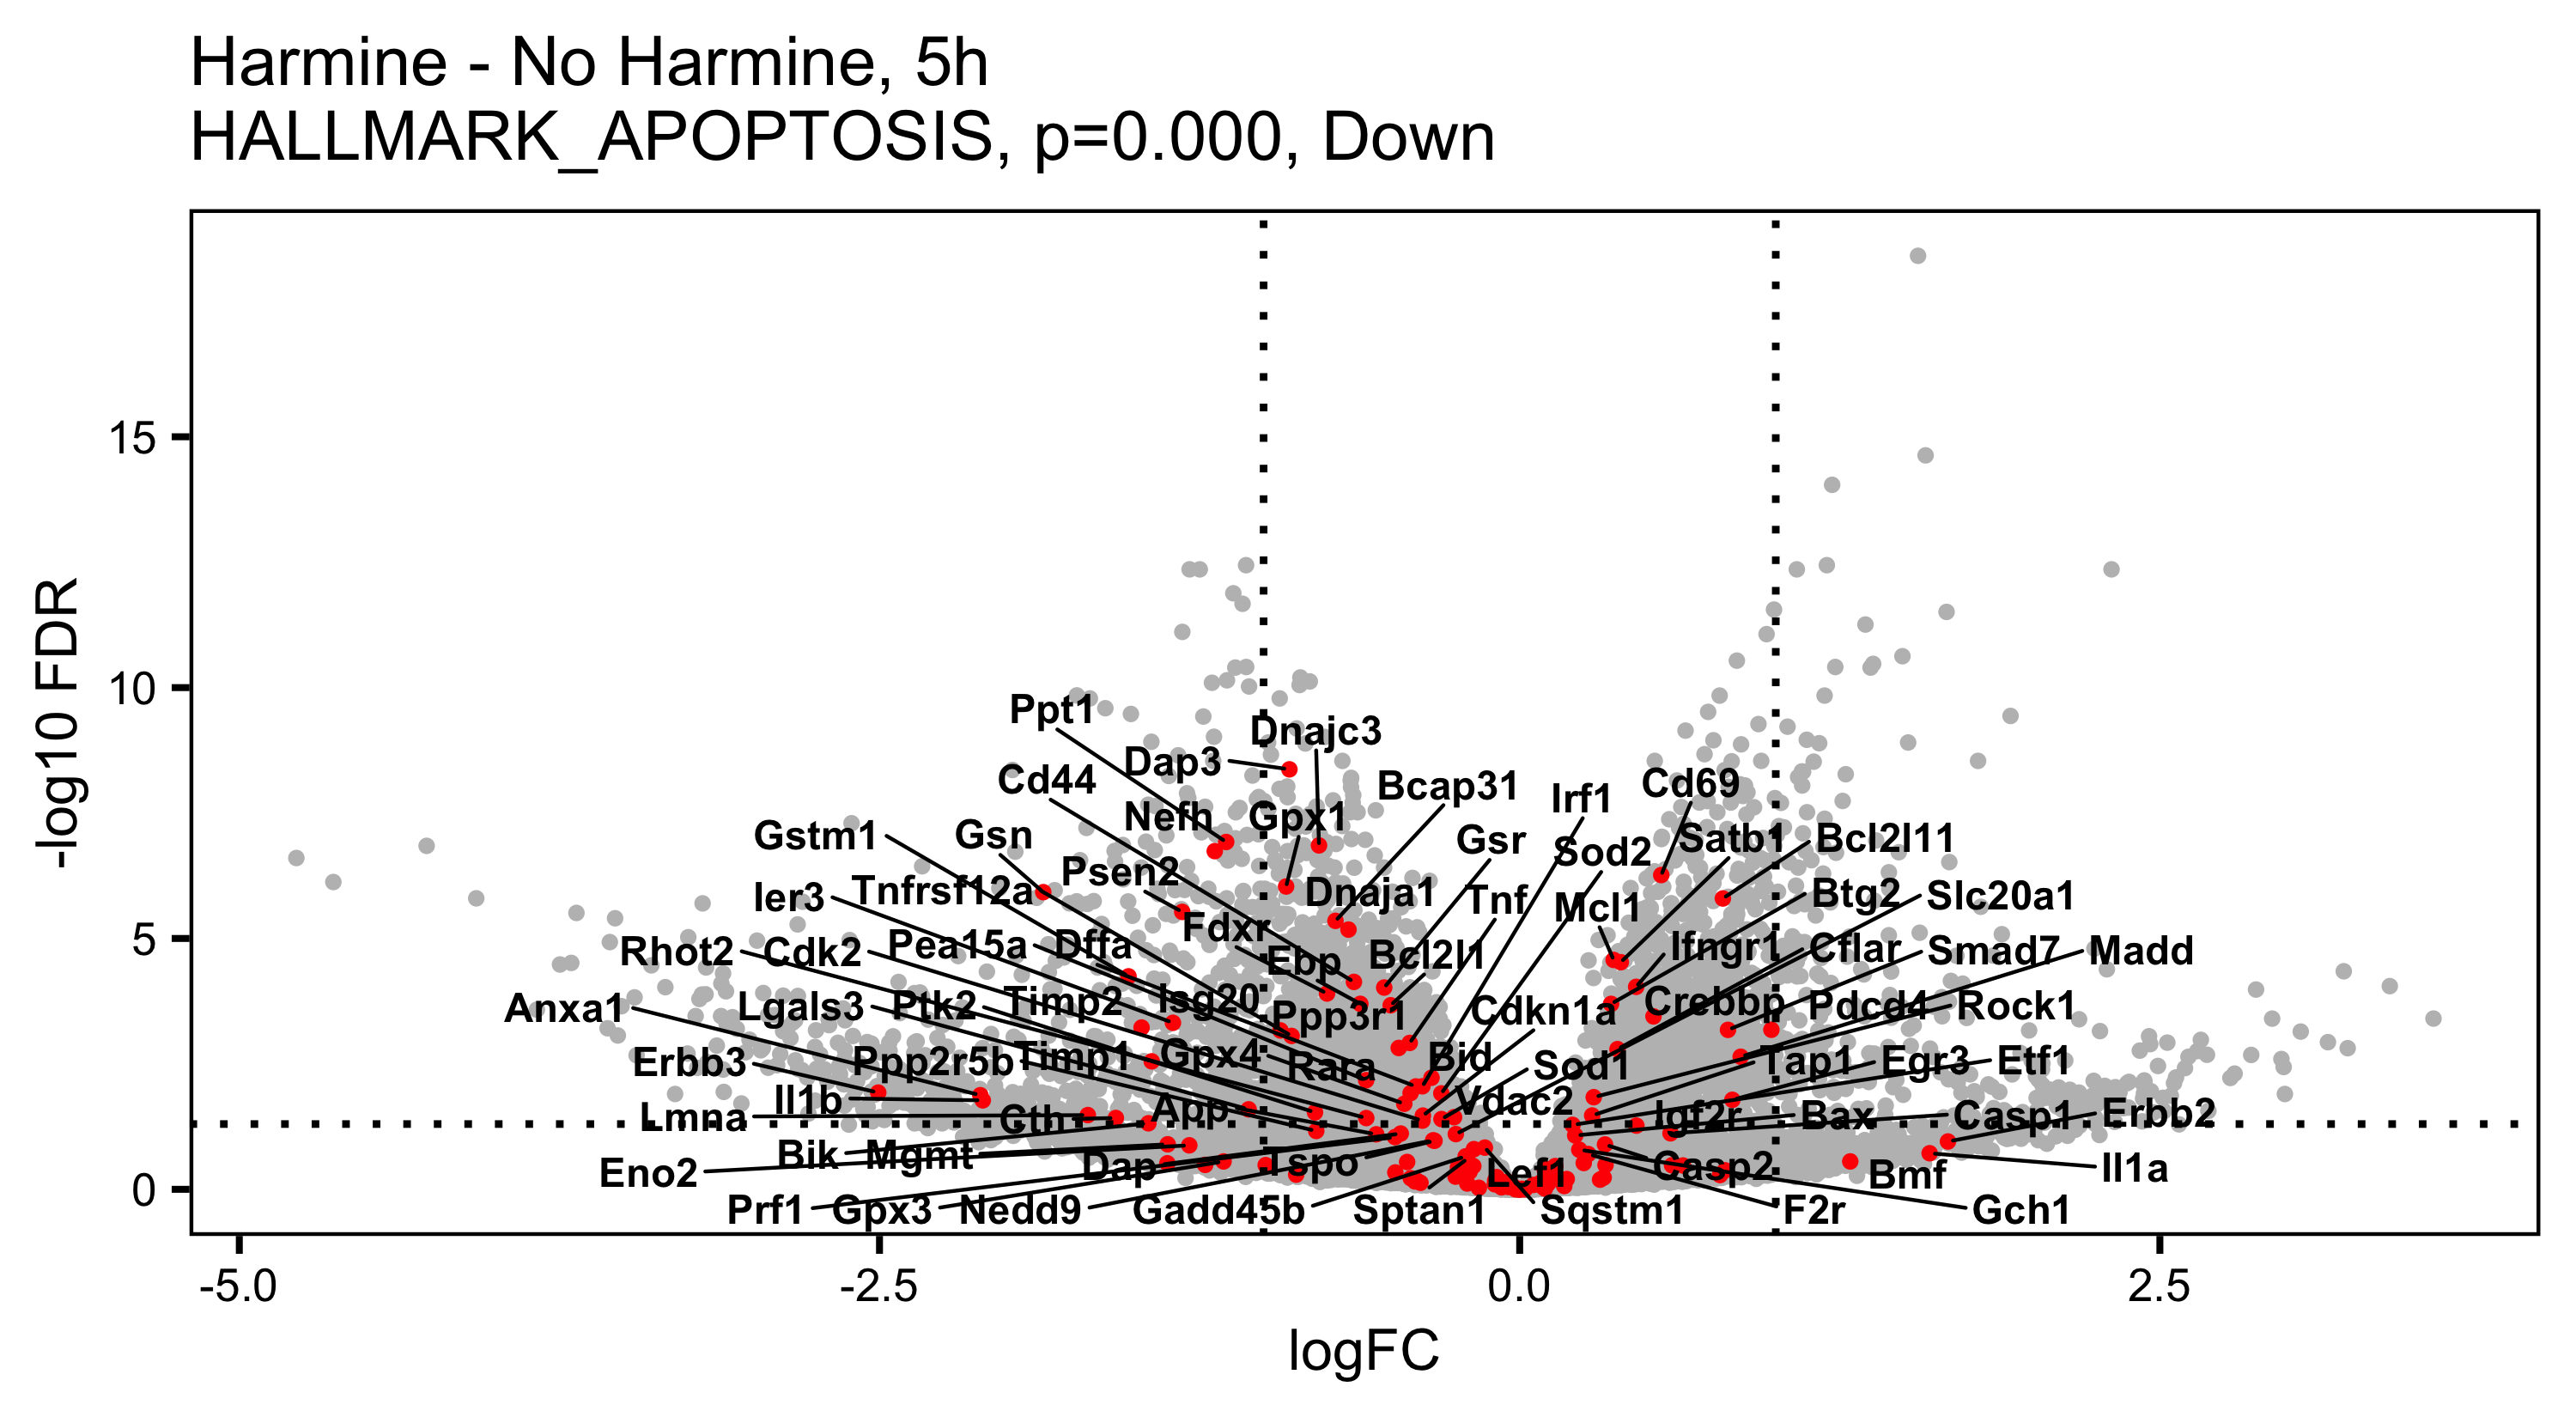 Harmine - No Harmine, 5h
HALLMARK_APOPTOSIS, p=0.000, Down
-log10 FDR
15
10
5
0
Ppt1
Dnajc3
Dap3
Cd44
Bcap31
Irf1
Cd69
Nefh
Gpx1
Gstm1
Gsn
Gsr
Sod2
Satb1
Bcl2l11
Psen2
Ier3
Tnfrsf12a
Dnaja1
Tnf
Mcl1
Btg2
Slc20a1
Fdxr
Rhot2
Cdk2
Pea15a
Dffa
Ebp
Bcl2l1
Ifngr1
Cflar
Smad7
Madd
Anxa1
Lgals3
Ptk2
Timp2
Isg20
Ppp3r1
Cdkn1a
Crebbp
Pdcd4
Rock1
Erbb3
Ppp2r5b
Timp1
Gpx4
Rara
Bid
Sod1
Tap1
Egr3
Etf1
Lmna
Il1b
Cth
App
Vdac2
Igf2r
Bax
Casp1
Erbb2
Eno2
Bik
Mgmt
Dap
Tspo
Lef1
Casp2
Bmf
Il1a
Prf1
Gpx3
Nedd9
Gadd45b
Sptan1
Sqstm1
F2r
Gch1
-5.0
-2.5
0.0
2.5
logFC